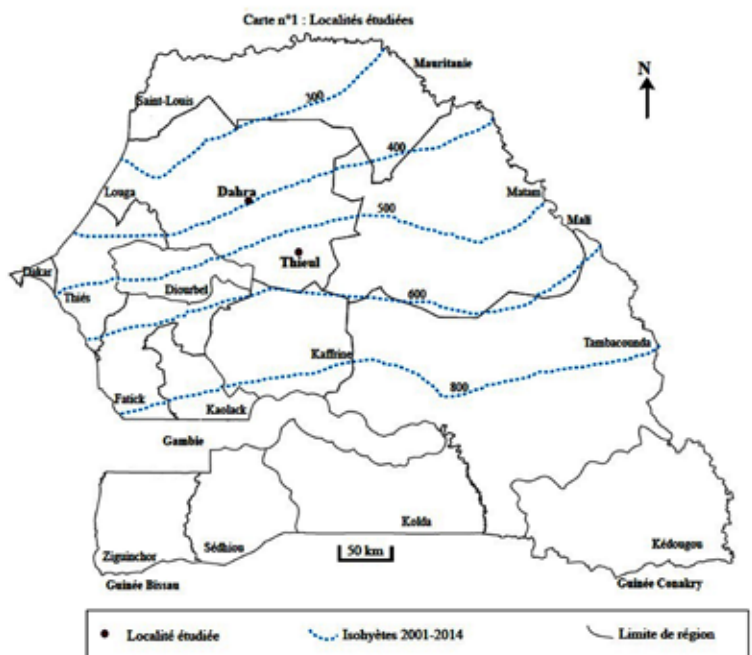 Carte n°1 : Localités étudiées
Mauritanie
N
300
Saint-Louis
400
Louga
Dahra
Matam
500
Mali
Thieul
Dakar
Thiés
Diourbel
600
Tambacounda
Kaffrine
800
Fatick
Kaolack
Gambie
Kolda
Sédhiou
50 km
Ziguinchor
Kédougou
Guinée Bissau
Guinée Conakry
Localité étudiée
Isohyètes 2001-2014
Limite de région